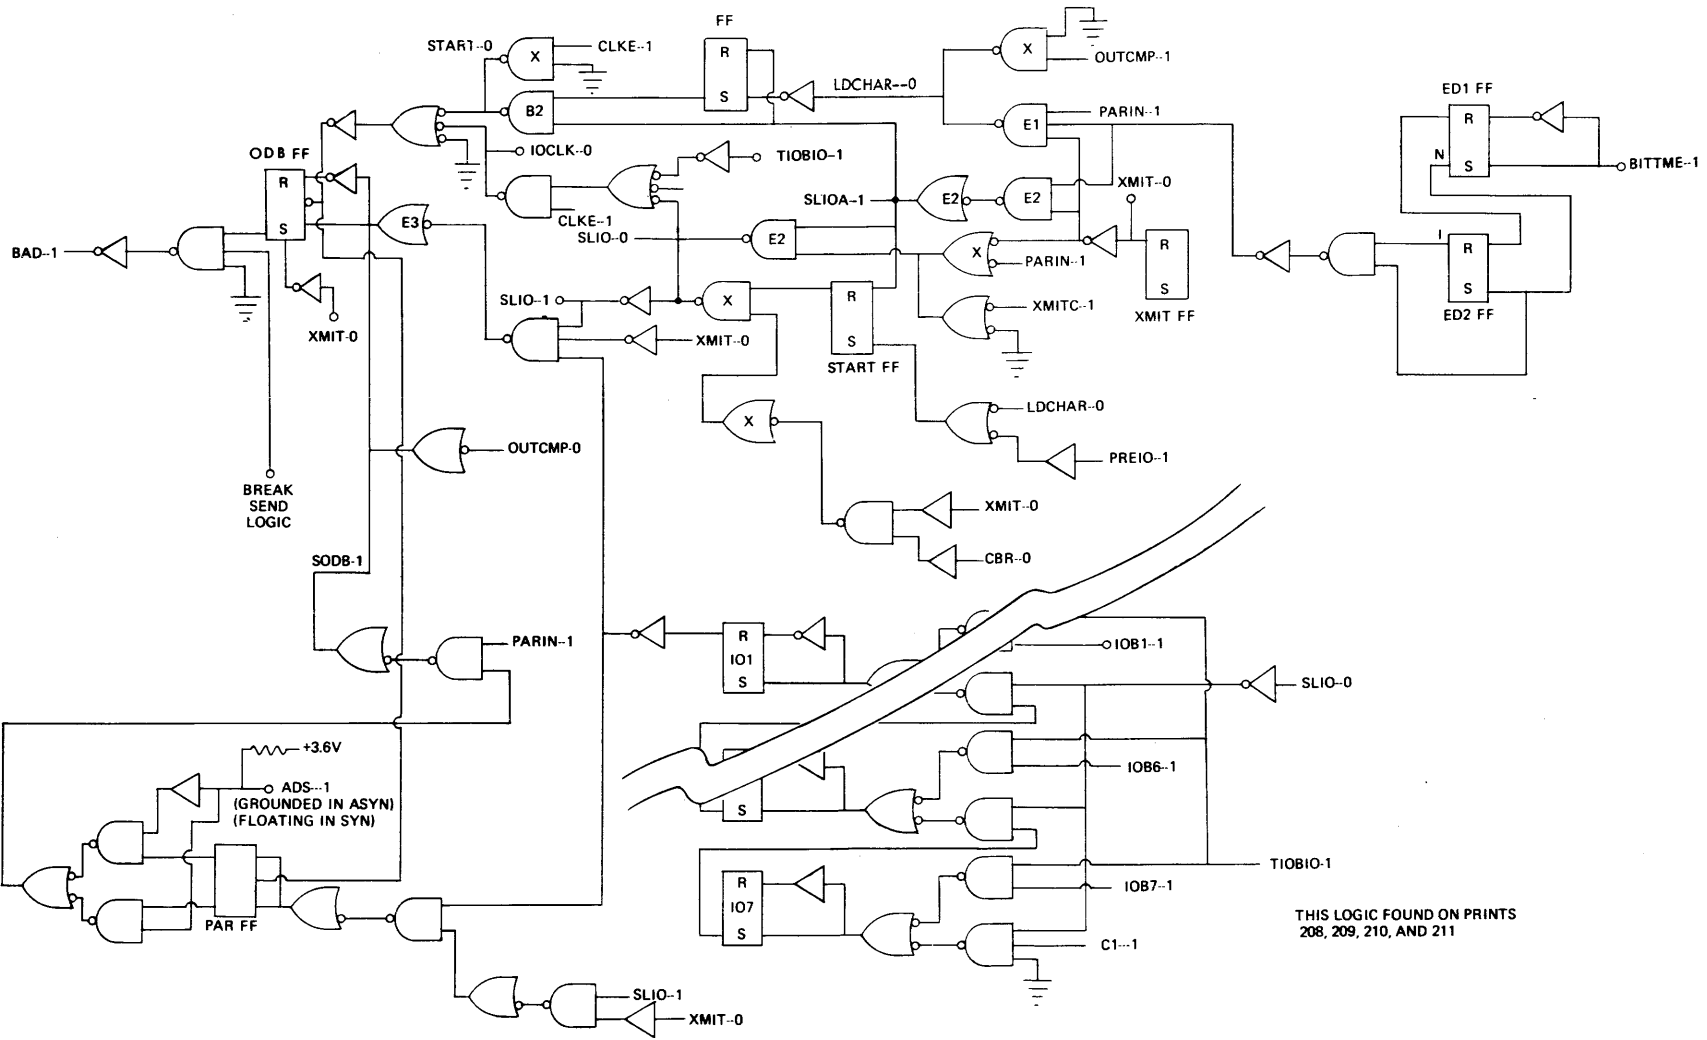 FF
START--0
X
CLKE--1
R
S
LDCHAR--0
X
OUTCMP--1
ED1 FF
R
N
S
BITTME--1
B2
E1
PARIN--1
ODB FF
IOCLK--0
TIOBIO-1
R
S
E3
CLKE--1
SLIO--0
SLIOA-1
E2
E2
XMIT--0
E2
X
PARIN--1
R
S
XMIT FF
I
R
S
ED2 FF
BAD--1
XMIT-0
SLIO--1
X
R
S
START FF
XMITC--1
XMIT--0
X
LDCHAR--0
OUTCMP-0
PREIO--1
BREAK
SEND
LOGIC
XMIT--0
SODB-1
CBR--0
PARIN--1
R
IO1
S
IOB1--1
SLIO--0
+3.6V
ADS---1
(GROUNDED IN ASYN)
(FLOATING IN SYN)
IOB6--1
S
TIOBIO-1
R
IO7
S
IOB7--1
PAR FF
C1---1
THIS LOGIC FOUND ON PRINTS
208, 209, 210, AND 211
SLIO--1
XMIT--0